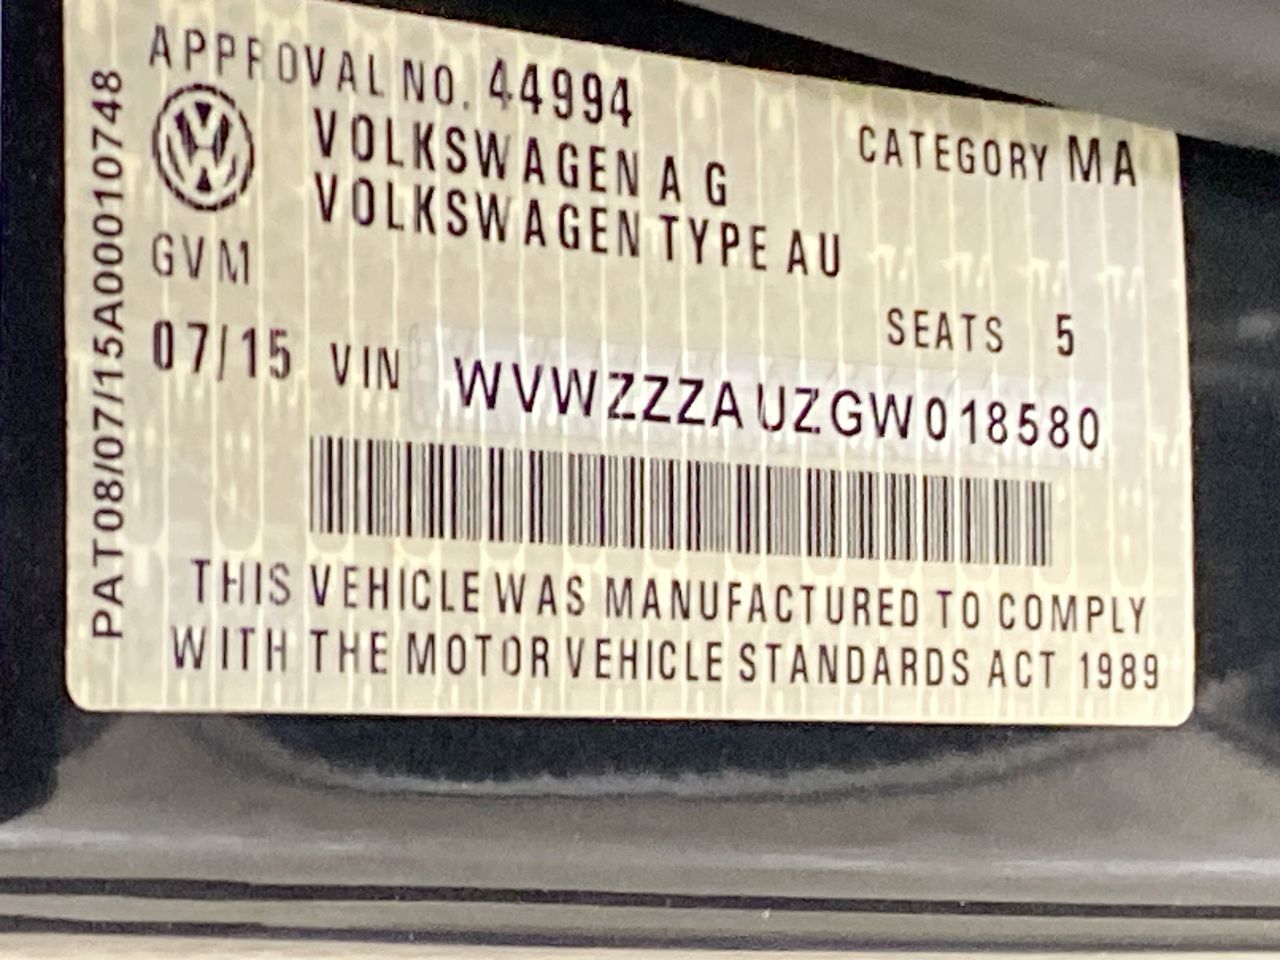 APPROVAL NO. 44994
CATEGORY MA
VOLKSWAGEN A G
VOLKSWAGEN TYPE AU
GVM
SEATS 5
07/15 VIN WVWZZZAUZGW018580
THIS VEHICLE WAS MANUFACTURED TO COMPLY
WITH THE MOTOR VEHICLE STANDARDS ACT 1989
PAT08/07/15A00010748